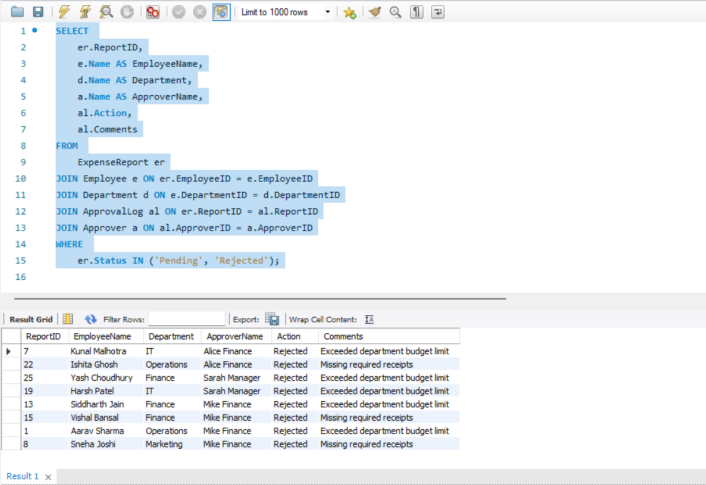 Limit to 1000 rows
1 SELECT
2 er.ReportID,
3 e.Name AS EmployeeName,
4 d.Name AS Department,
5 a.Name AS ApproverName,
6 al.Action,
7 al.Comments
8 FROM
9 ExpenseReport er
10 JOIN Employee e ON er.EmployeeID = e.EmployeeID
11 JOIN Department d ON e.DepartmentID = d.DepartmentID
12 JOIN ApprovalLog al ON er.ReportID = al.ReportID
13 JOIN Approver a ON al.ApproverID = a.ApproverID
14 WHERE
15 er.Status IN ('Pending', 'Rejected');
16
Result Grid Filter Rows: Export: Wrap Cell Content: IA
ReportID EmployeeName Department ApproverName Action Comments
7 Kunal Malhotra IT Alice Finance Rejected Exceeded department budget limit
22 Ishita Ghosh Operations Alice Finance Rejected Missing required receipts
25 Yash Choudhury Finance Sarah Manager Rejected Exceeded department budget limit
19 Harsh Patel IT Sarah Manager Rejected Exceeded department budget limit
13 Siddharth Jain Finance Mike Finance Rejected Exceeded department budget limit
15 Vishal Bansal Finance Mike Finance Rejected Missing required receipts
1 Aarav Sharma Operations Mike Finance Rejected Exceeded department budget limit
8 Sneha Joshi Marketing Mike Finance Rejected Missing required receipts
Result 1